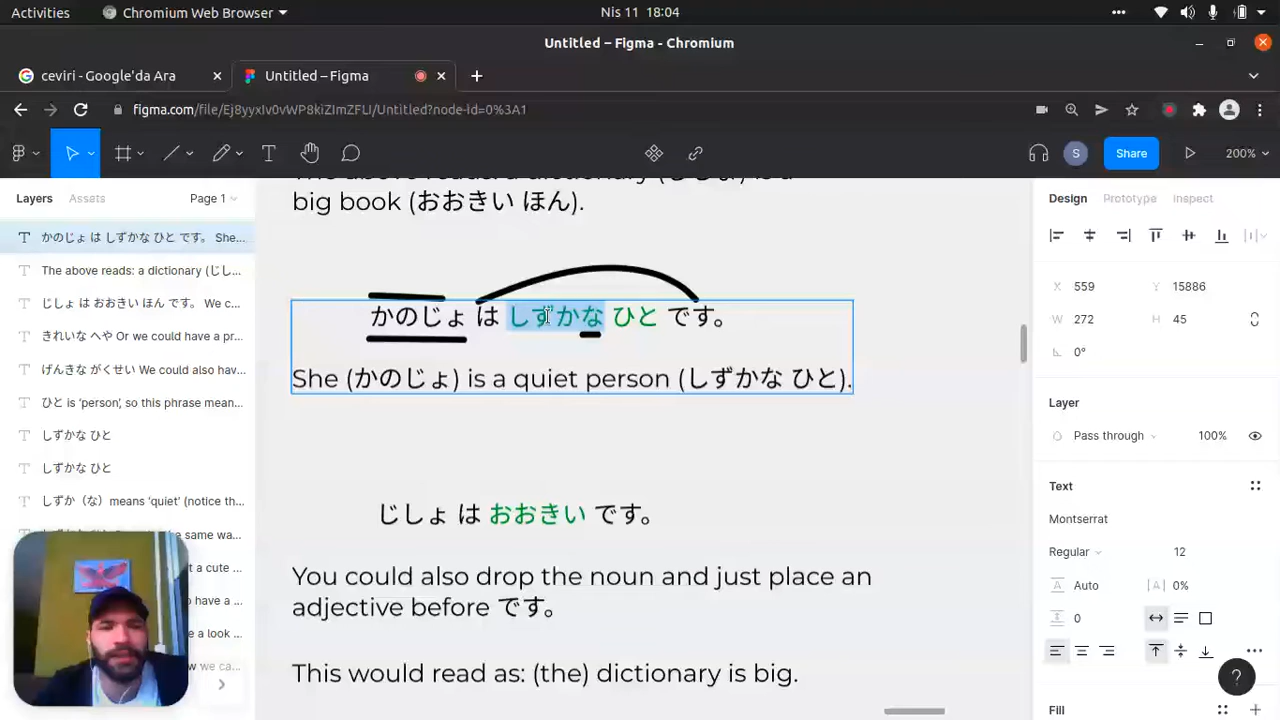 Activities Chromium Web Browser Nis 11 18:04
Untitled – Figma - Chromium
ceviri - Google'da Ara Untitled – Figma
figma.com/file/Ej8yyxIv0vWP8kiZImZFLI/Untitled?node-id=0%3A1
S Share 200%
Layers Assets Page 1
Design Prototype Inspect
big book (おおきい ほん).
かのじょ は しずかな ひと です。 She...
The above reads: a dictionary (じし...
じしょ は おおきい ほん です。 We c...
きれいな へや Or we could have a pr...
げんきな がくせい We could also hav...
ひと is 'person', so this phrase mean...
しずかな ひと
しずかな ひと
しずか（な）means 'quiet' (notice th...
かのじょ は しずかな ひと です。
She (かのじょ) is a quiet person (しずかな ひと).
じしょ は おおきい です。
You could also drop the noun and just place an
adjective before です。
This would read as: (the) dictionary is big.
X 559 Y 15886
W 272 H 45
0°
Layer
Pass through 100%
Text
Montserrat
Regular 12
Auto 0%
0
Fill
?